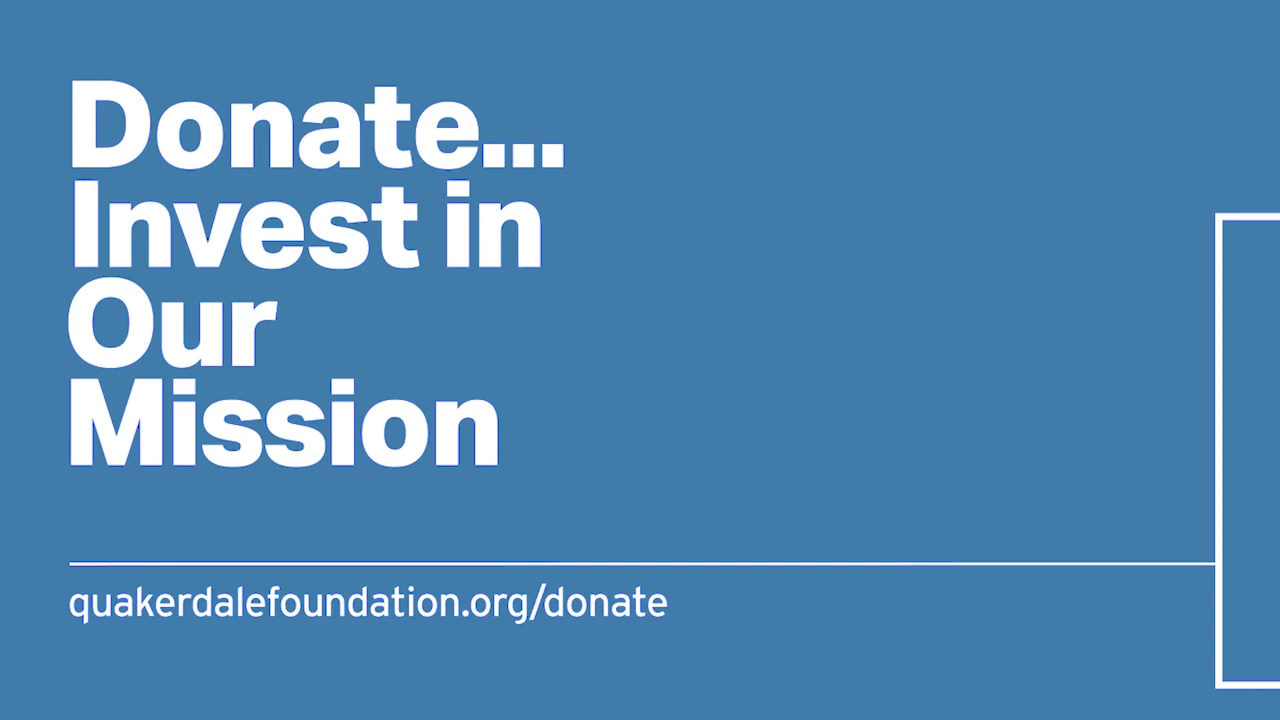 Donate...
Invest in
Our
Mission
quakerdalefoundation.org/donate